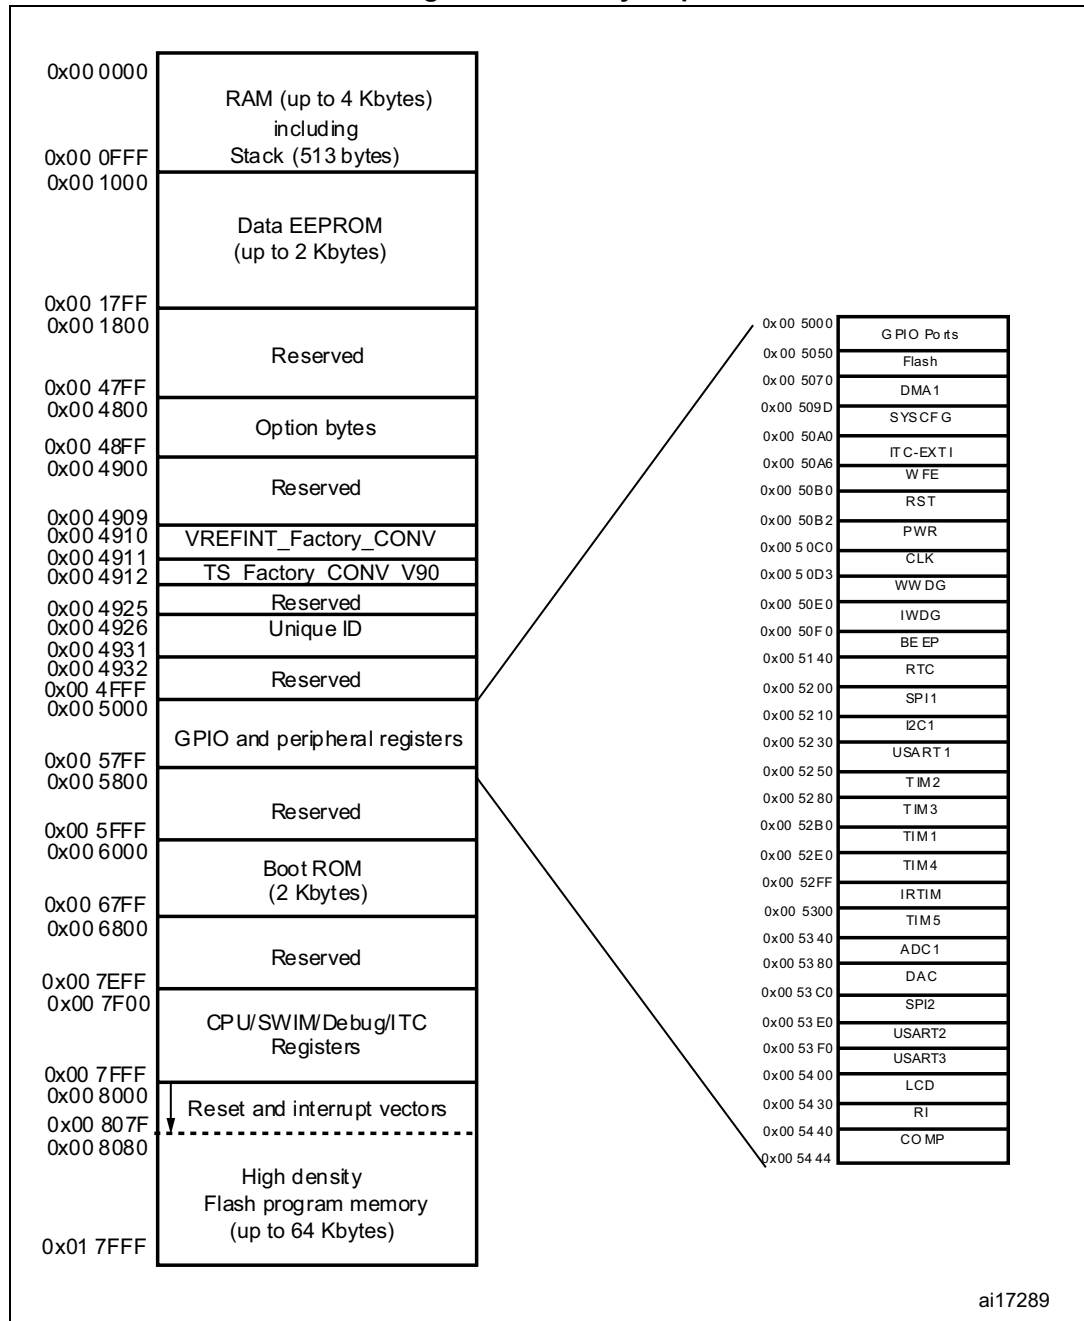 0x00 0000
RAM (up to 4 Kbytes)
including
Stack (513 bytes)
0x00 0FFF
0x00 1000
Data EEPROM
(up to 2 Kbytes)
0x00 17FF
0x00 1800
Reserved
0x00 47FF
0x00 4800
Option bytes
0x00 48FF
0x00 4900
Reserved
0x00 4909
0x00 4910
VREFINT_Factory_CONV
0x00 4911
0x00 4912
TS_Factory_CONV_V90
Reserved
0x00 4925
0x00 4926
Unique ID
0x00 4931
0x00 4932
Reserved
0x00 4FFF
0x00 5000
GPIO and peripheral registers
0x00 57FF
0x00 5800
Reserved
0x00 5FFF
0x00 6000
Boot ROM
(2 Kbytes)
0x00 67FF
0x00 6800
Reserved
0x00 7EFF
0x00 7F00
CPU/SWIM/Debug/ITC
Registers
0x00 7FFF
0x00 8000
Reset and interrupt vectors
0x00 807F
0x00 8080
High density
Flash program memory
(up to 64 Kbytes)
0x01 7FFF
0x00 5000
GPIO Ports
0x00 5050
Flash
0x00 5070
DMA1
0x00 509D
SYSCFG
0x00 50A0
ITC-EXTI
0x00 50A6
WFE
0x00 50B0
RST
0x00 50B2
PWR
0x00 50C0
CLK
0x00 50D3
WWDG
0x00 50E0
IWDG
0x00 50F0
BEEP
0x00 5140
RTC
0x00 5200
SPI1
0x00 5210
I2C1
0x00 5230
USART1
0x00 5250
TIM2
0x00 5280
TIM3
0x00 52B0
TIM1
0x00 52E0
TIM4
0x00 52FF
IRTIM
0x00 5300
TIM5
0x00 5340
ADC1
0x00 5380
DAC
0x00 53C0
SPI2
0x00 53E0
USART2
0x00 53F0
USART3
0x00 5400
LCD
0x00 5430
RI
0x00 5440
COMP
0x00 5444
ai17289